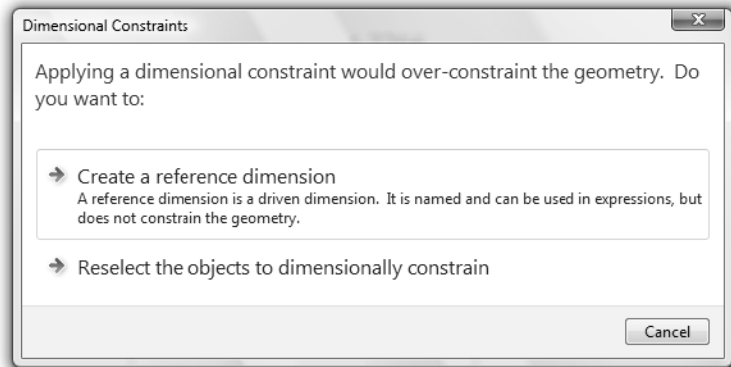 Dimensional Constraints
Applying a dimensional constraint would over-constraint the geometry. Do
you want to:
Create a reference dimension
A reference dimension is a driven dimension. It is named and can be used in expressions, but
does not constrain the geometry.
Reselect the objects to dimensionally constrain
Cancel